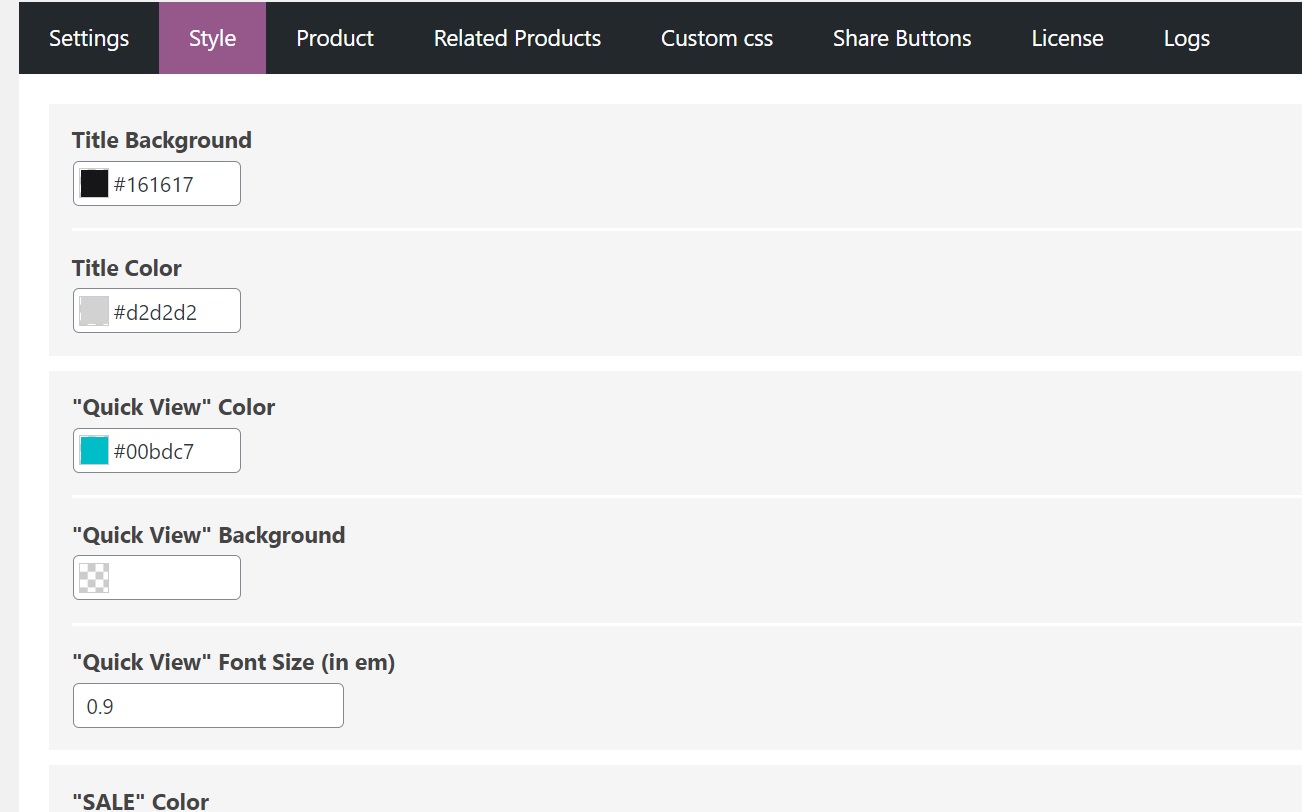 Settings Style Product Related Products Custom css Share Buttons License Logs
Title Background
#161617
Title Color
#d2d2d2
"Quick View" Color
#00bdc7
"Quick View" Background
"Quick View" Font Size (in em)
0.9
"SALE" Color